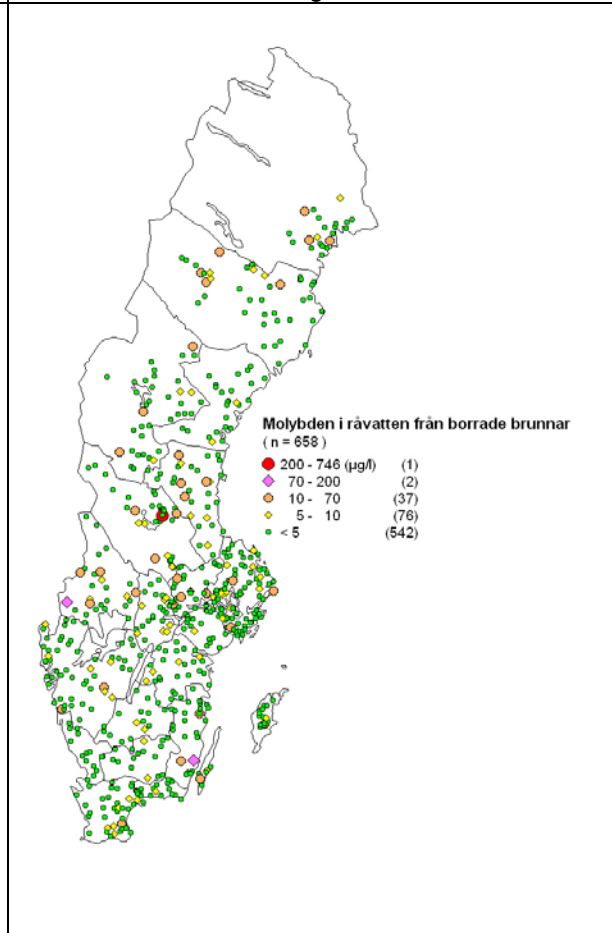 Molybden i råvatten från borrade brunnar
( n = 658 )
200 - 746 (µg/l) (1)
70 - 200 (2)
10 - 70 (37)
5 - 10 (76)
< 5 (542)